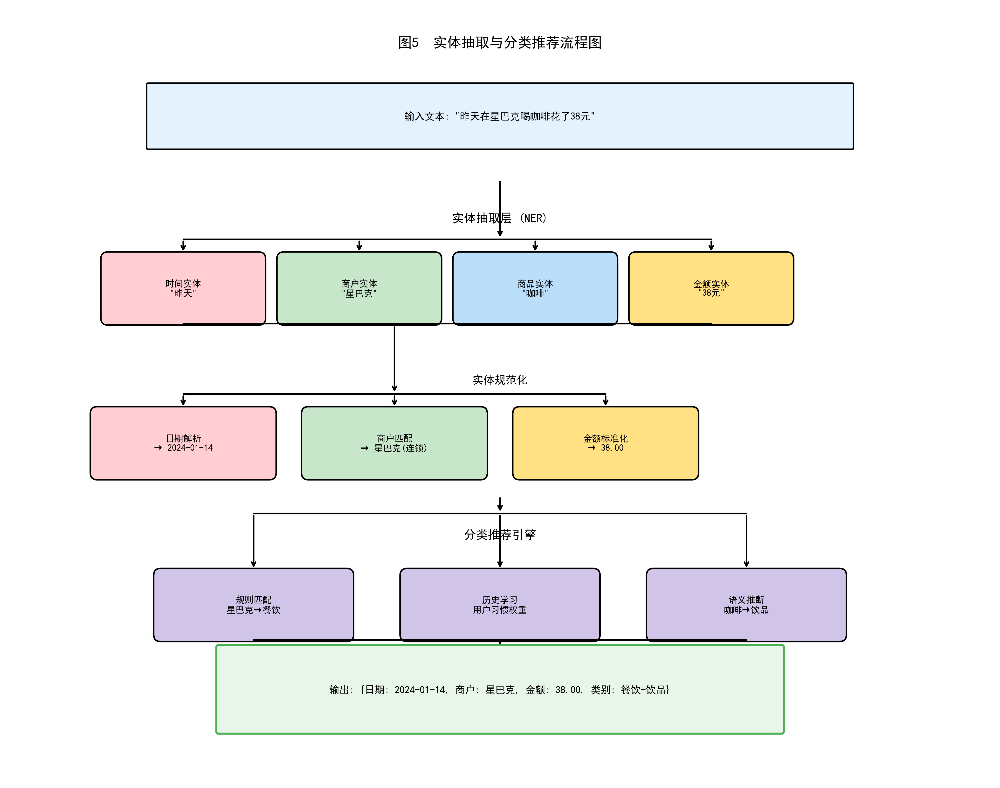 图5  实体抽取与分类推荐流程图
输入文本: "昨天在星巴克喝咖啡花了38元"
实体抽取层 (NER)
时间实体
"昨天"
商户实体
"星巴克"
商品实体
"咖啡"
金额实体
"38元"
实体规范化
日期解析
→ 2024-01-14
商户匹配
→ 星巴克(连锁)
金额标准化
→ 38.00
分类推荐引擎
规则匹配
星巴克→餐饮
历史学习
用户习惯权重
语义推断
咖啡→饮品
输出: {日期: 2024-01-14, 商户: 星巴克, 金额: 38.00, 类别: 餐饮-饮品}